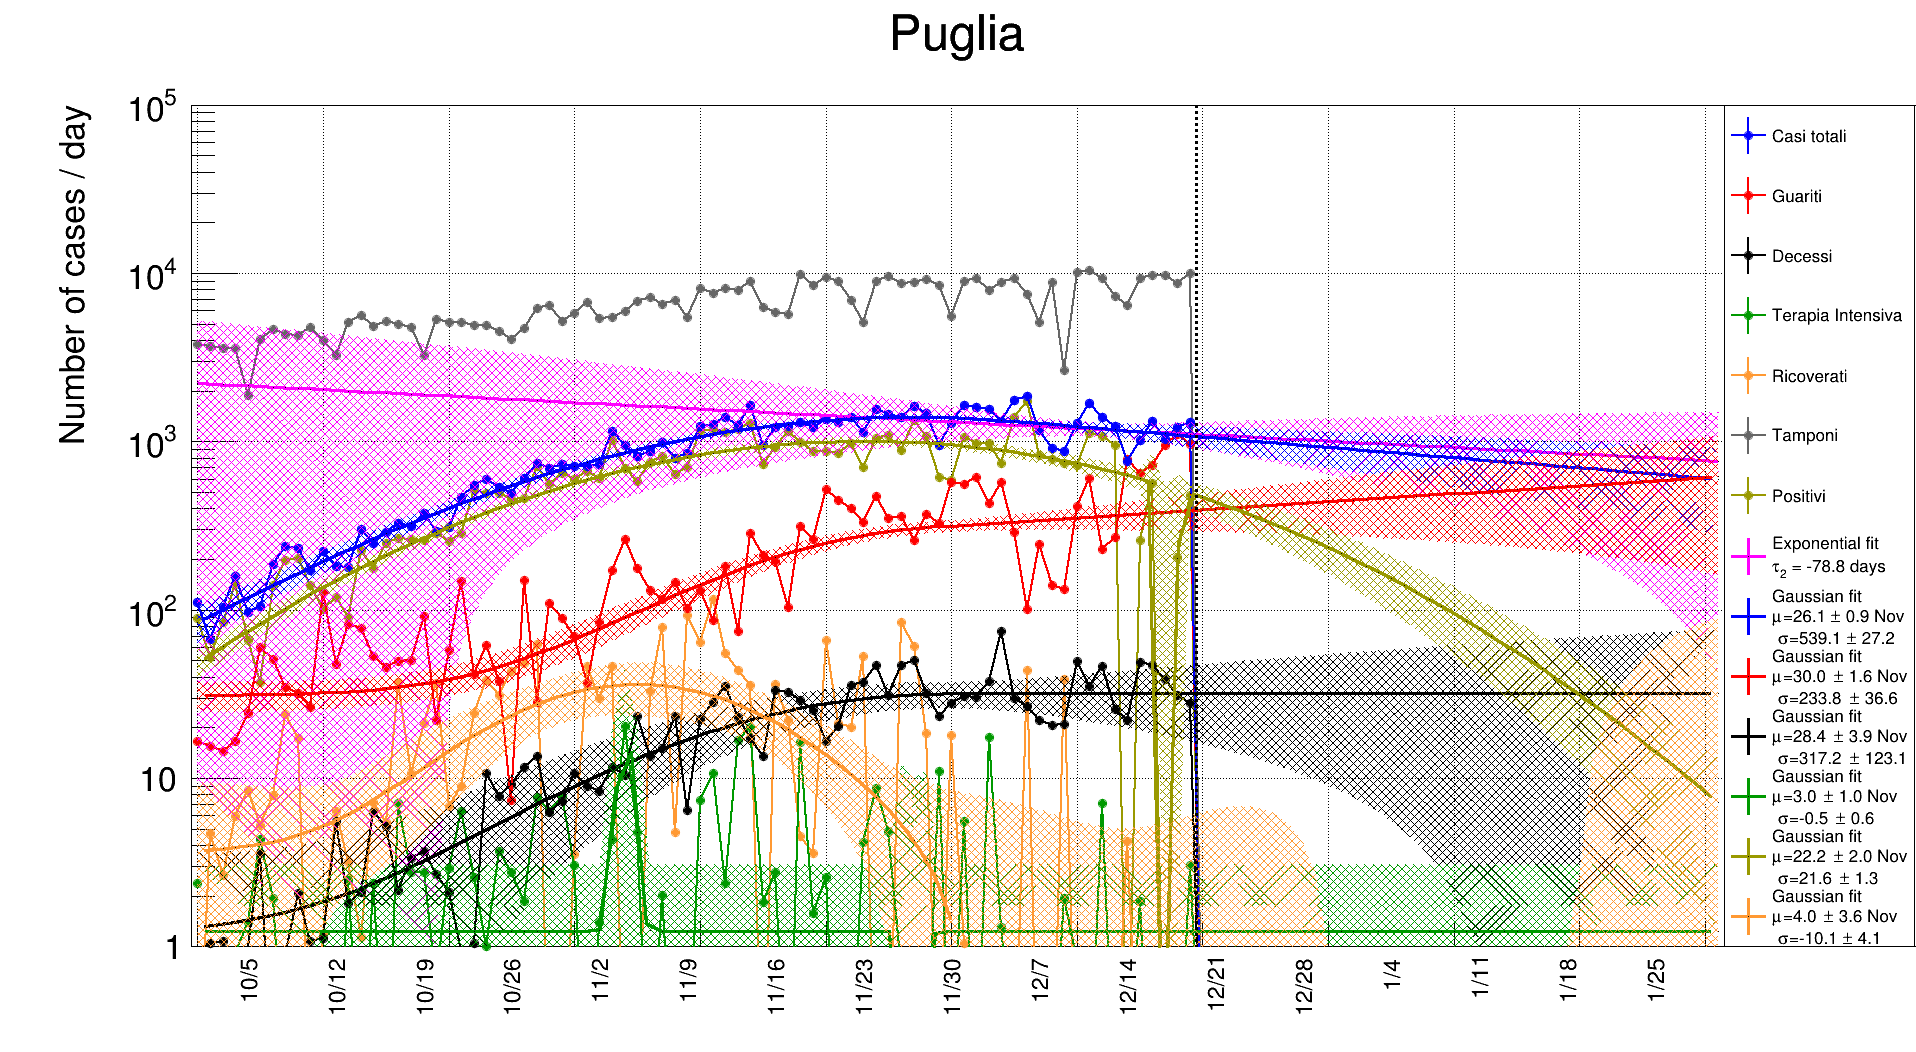 Puglia
Number of cases / day
10^5
10^4
10^3
10^2
10
1
10/5
10/12
10/19
10/26
11/2
11/9
11/16
11/23
11/30
12/7
12/14
12/21
12/28
1/4
1/11
1/18
1/25
Casi totali
Guariti
Decessi
Terapia Intensiva
Ricoverati
Tamponi
Positivi
Exponential fit
τ₂ = -78.8 days
Gaussian fit
μ=26.1 ± 0.9 Nov
σ=539.1 ± 27.2
Gaussian fit
μ=30.0 ± 1.6 Nov
σ=233.8 ± 36.6
Gaussian fit
μ=28.4 ± 3.9 Nov
σ=317.2 ± 123.1
Gaussian fit
μ=3.0 ± 1.0 Nov
σ=-0.5 ± 0.6
Gaussian fit
μ=22.2 ± 2.0 Nov
σ=21.6 ± 1.3
Gaussian fit
μ=4.0 ± 3.6 Nov
σ=-10.1 ± 4.1